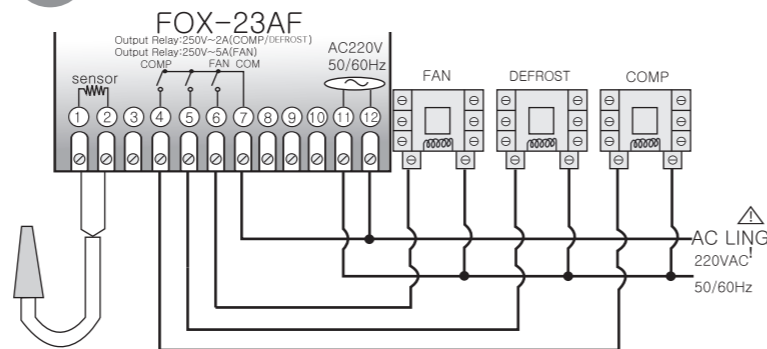 FOX-23AF
Output Relay:250V~2A(COMP/DEFROST)
Output Relay:250V~5A(FAN)
COMP FAN COM
AC220V
50/60Hz
sensor
1 2 3 4 5 6 7 8 9 10 11 12
FAN DEFROST COMP
AC LING
220VAC
50/60Hz